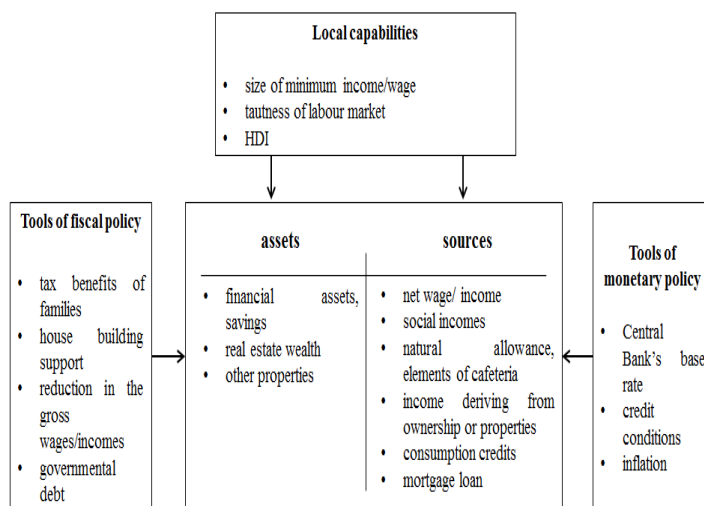 Local capabilities
• size of minimum income/wage
• tautness of labour market
• HDI
Tools of fiscal policy
• tax benefits of
families
• house building
support
• reduction in the
gross
wages/incomes
• governmental
debt
assets
• financial assets,
savings
• real estate wealth
• other properties
sources
• net wage/ income
• social incomes
• natural allowance,
elements of cafeteria
• income deriving from
ownership or properties
• consumption credits
• mortgage loan
Tools of
monetary policy
• Central
Bank's base
rate
• credit
conditions
• inflation